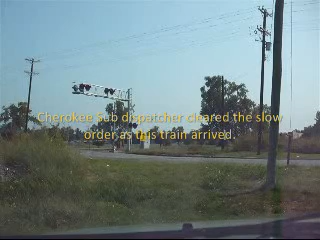 Cherokee Sub dispatcher cleared the slow
order as this train arrived.